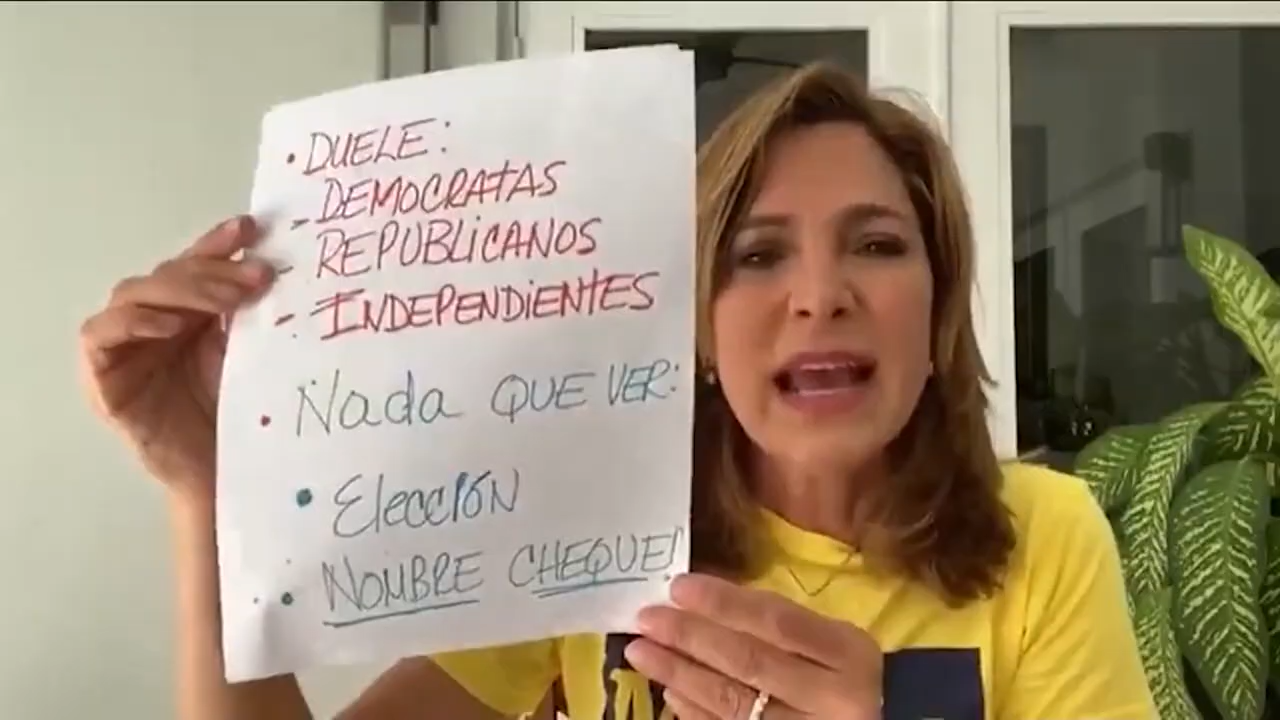 • DUELE:
- DEMOCRATAS
- REPUBLICANOS
- INDEPENDIENTES
• Nada QUE VER:
• Elección
• NOMBRE CHEQUE!